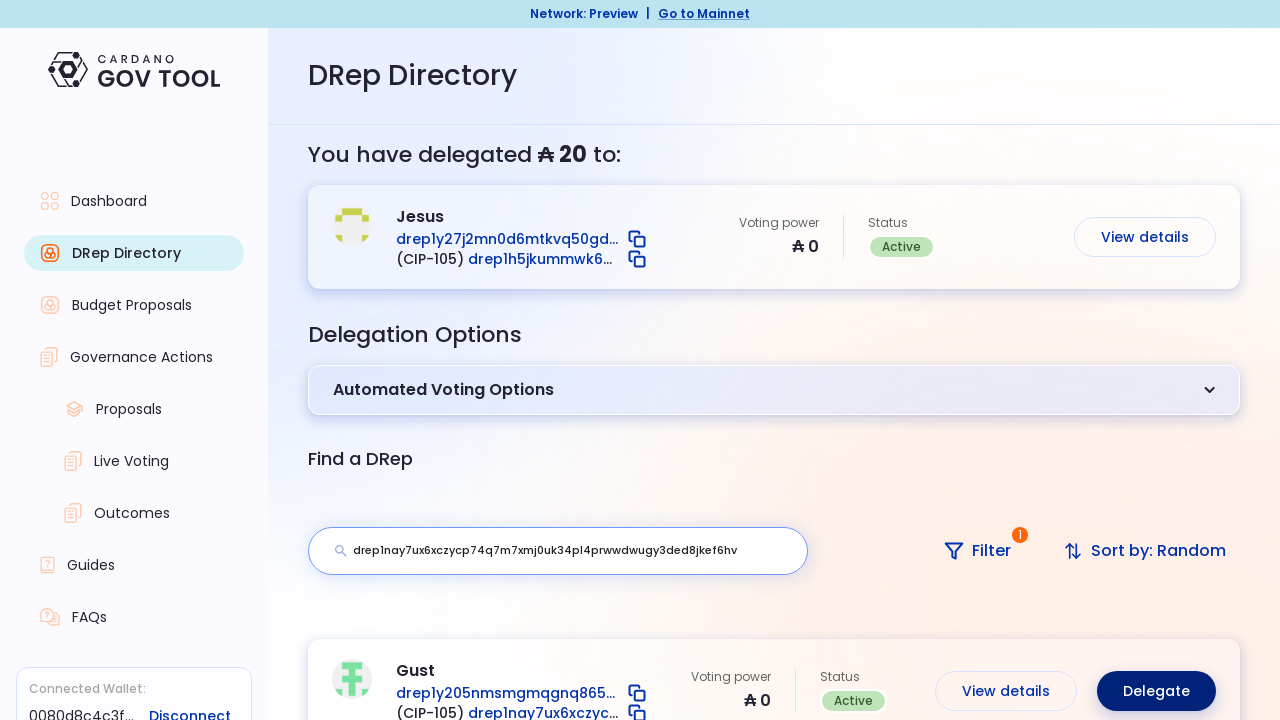 Network: Preview | Go to Mainnet
CARDANO
GOV TOOL
DRep Directory
Dashboard
DRep Directory
Budget Proposals
Governance Actions
Proposals
Live Voting
Outcomes
Guides
FAQs
Connected Wallet:
0080d8c4c3f... Disconnect
You have delegated ₳ 20 to:
Jesus
drep1y27j2mn0d6mtkvq50gd...
(CIP-105) drep1h5jkummwk6...
Voting power
₳ 0
Status
Active
View details
Delegation Options
Automated Voting Options
Find a DRep
drep1nay7ux6xczycp74q7m7xmj0uk34pl4prwwdwugy3ded8jkef6hv
Filter
1
Sort by: Random
Gust
drep1y205nmsmgmqgnq865...
(CIP-105) drep1nay7ux6xczyc...
Voting power
₳ 0
Status
Active
View details
Delegate